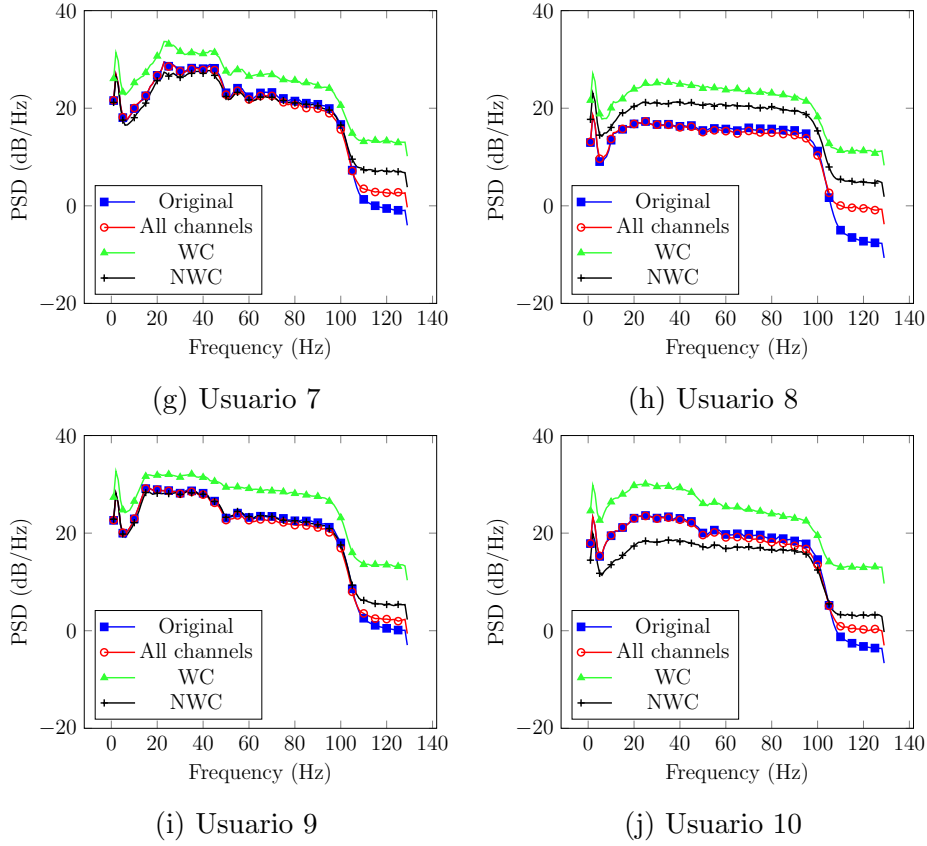 40
20
0
−20
PSD (dB/Hz)
Original
All channels
WC
NWC
0 20 40 60 80 100 120 140
Frequency (Hz)
(g) Usuario 7
40
20
0
−20
PSD (dB/Hz)
Original
All channels
WC
NWC
0 20 40 60 80 100 120 140
Frequency (Hz)
(h) Usuario 8
40
20
0
−20
PSD (dB/Hz)
Original
All channels
WC
NWC
0 20 40 60 80 100 120 140
Frequency (Hz)
(i) Usuario 9
40
20
0
−20
PSD (dB/Hz)
Original
All channels
WC
NWC
0 20 40 60 80 100 120 140
Frequency (Hz)
(j) Usuario 10